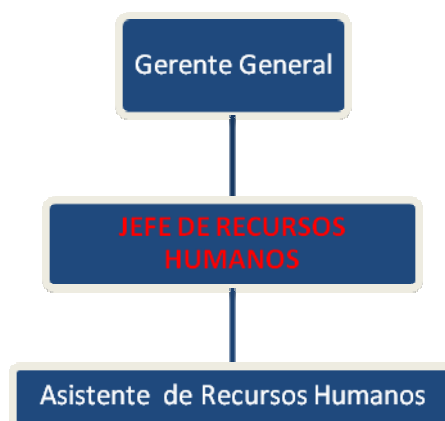 Gerente General
JEFE DE RECURSOS
HUMANOS
Asistente de Recursos Humanos